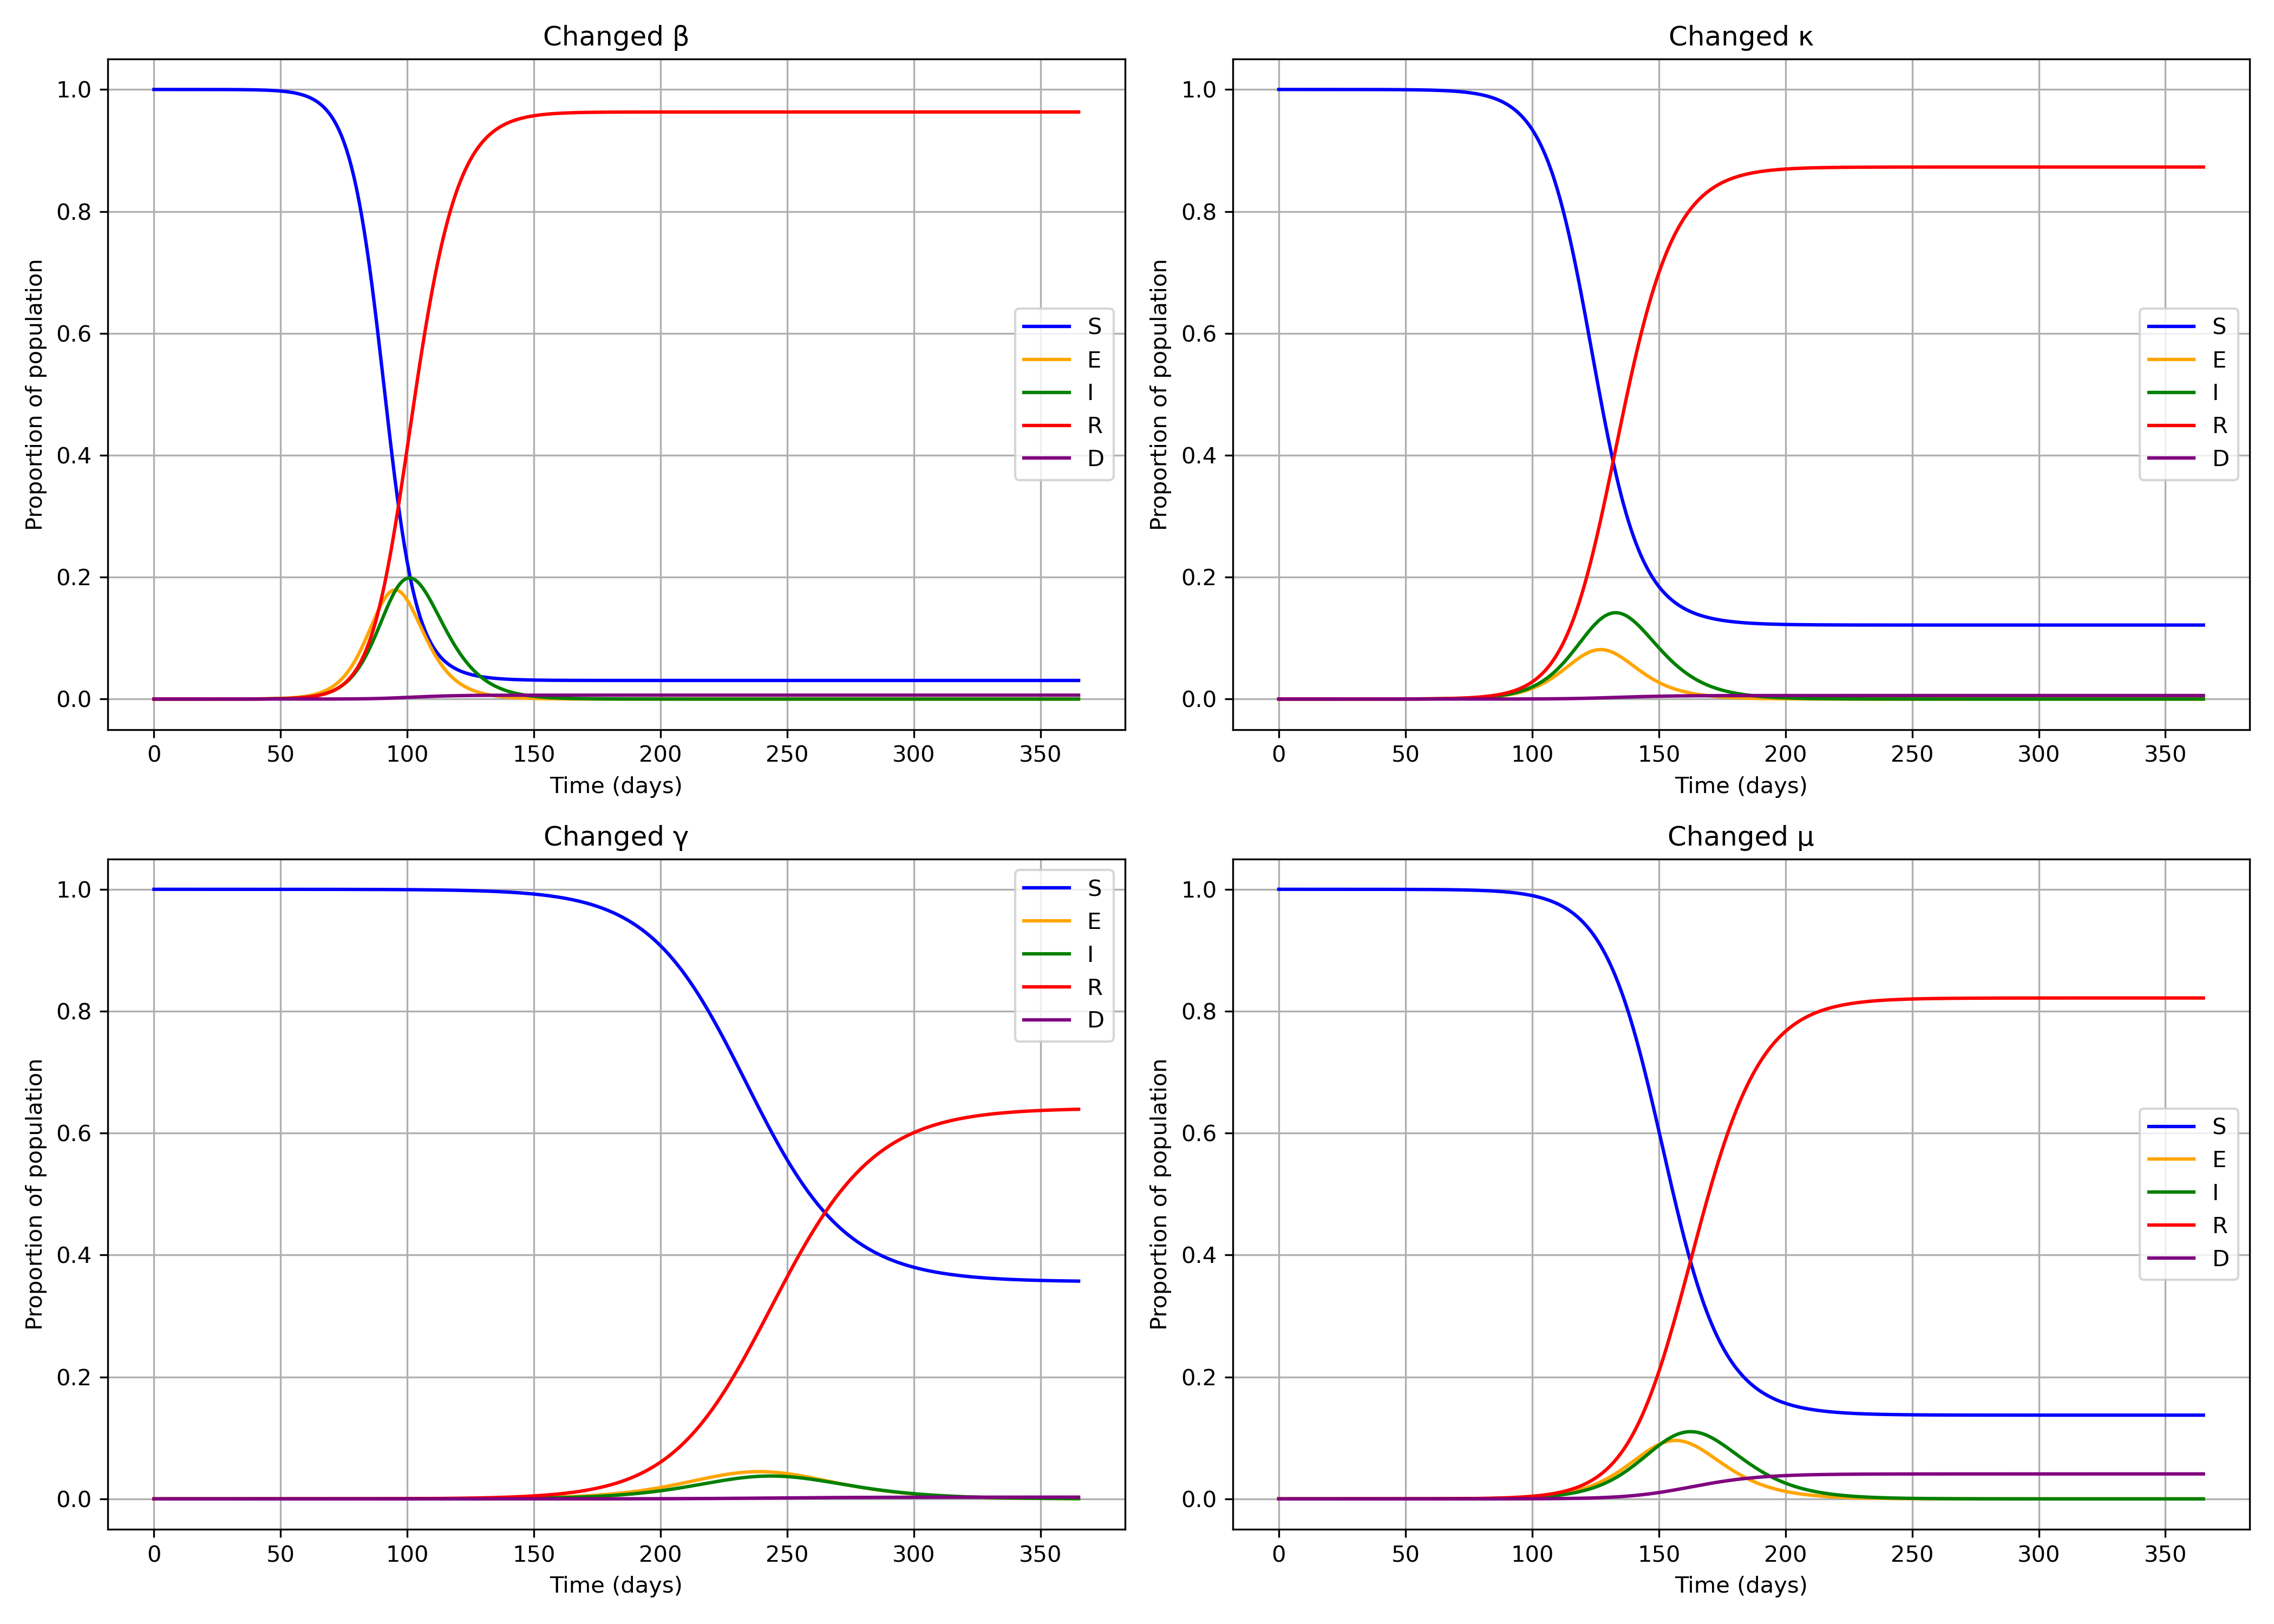 Changed β
Proportion of population
1.0
0.8
0.6
0.4
0.2
0.0
0 50 100 150 200 250 300 350
Time (days)
S
E
I
R
D
Changed κ
Proportion of population
1.0
0.8
0.6
0.4
0.2
0.0
0 50 100 150 200 250 300 350
Time (days)
S
E
I
R
D
Changed γ
Proportion of population
1.0
0.8
0.6
0.4
0.2
0.0
0 50 100 150 200 250 300 350
Time (days)
S
E
I
R
D
Changed μ
Proportion of population
1.0
0.8
0.6
0.4
0.2
0.0
0 50 100 150 200 250 300 350
Time (days)
S
E
I
R
D